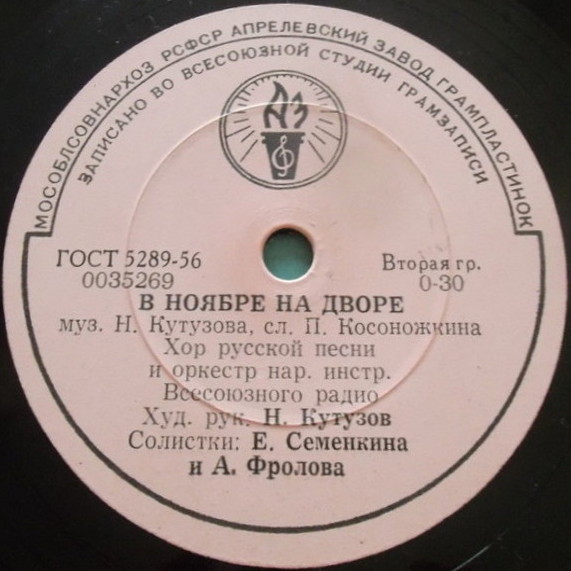 МОСОБЛСОВНАРХОЗ РСФСР АПРЕЛЕВСКИЙ ЗАВОД ГРАМПЛАСТИНОК
ЗАПИСАНО ВО ВСЕСОЮЗНОЙ СТУДИИ ГРАМЗАПИСИ
АЗ
ГОСТ 5289-56
0035269
Вторая гр.
0-30
В НОЯБРЕ НА ДВОРЕ
муз. Н. Кутузова, сл. П. Косоножкина
Хор русской песни
и оркестр нар. инстр.
Всесоюзного радио
Худ. рук. Н. Кутузов
Солистки: Е. Семенкина
и А. Фролова